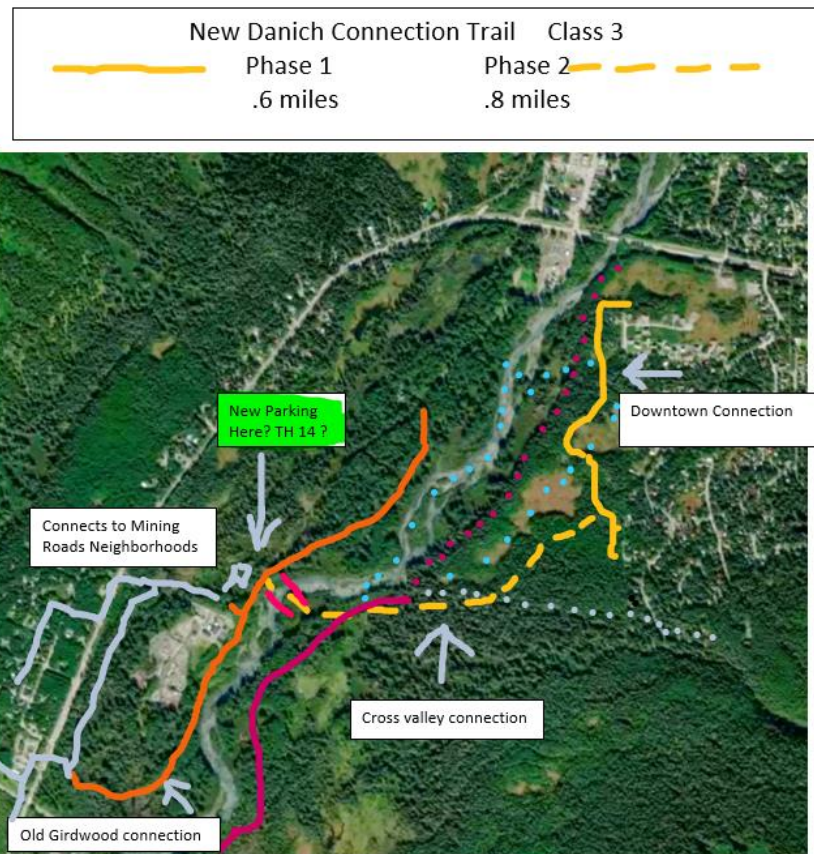 New Danich Connection Trail Class 3
Phase 1 Phase 2
.6 miles .8 miles
New Parking
Here? TH 14 ?
Downtown Connection
Connects to Mining
Roads Neighborhoods
Cross valley connection
Old Girdwood connection